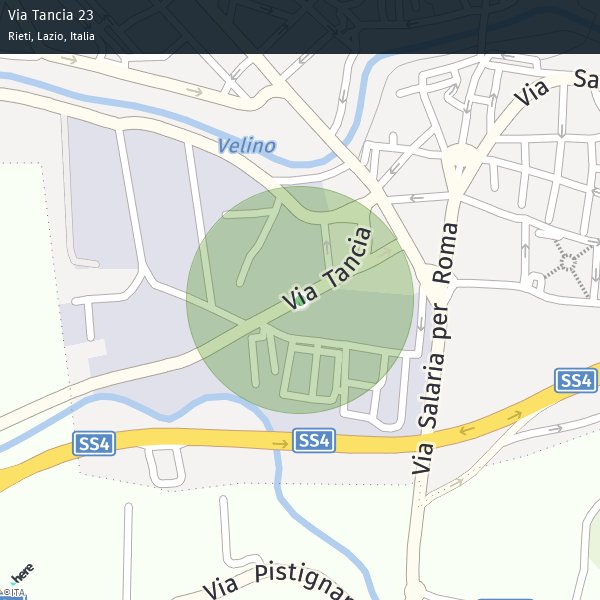 Via Tancia 23
Rieti, Lazio, Italia
Via Sa
Velino
Via Tancia
Via Salaria per Roma
SS4
SS4
SS4
Via Pistignan
here
©ITA